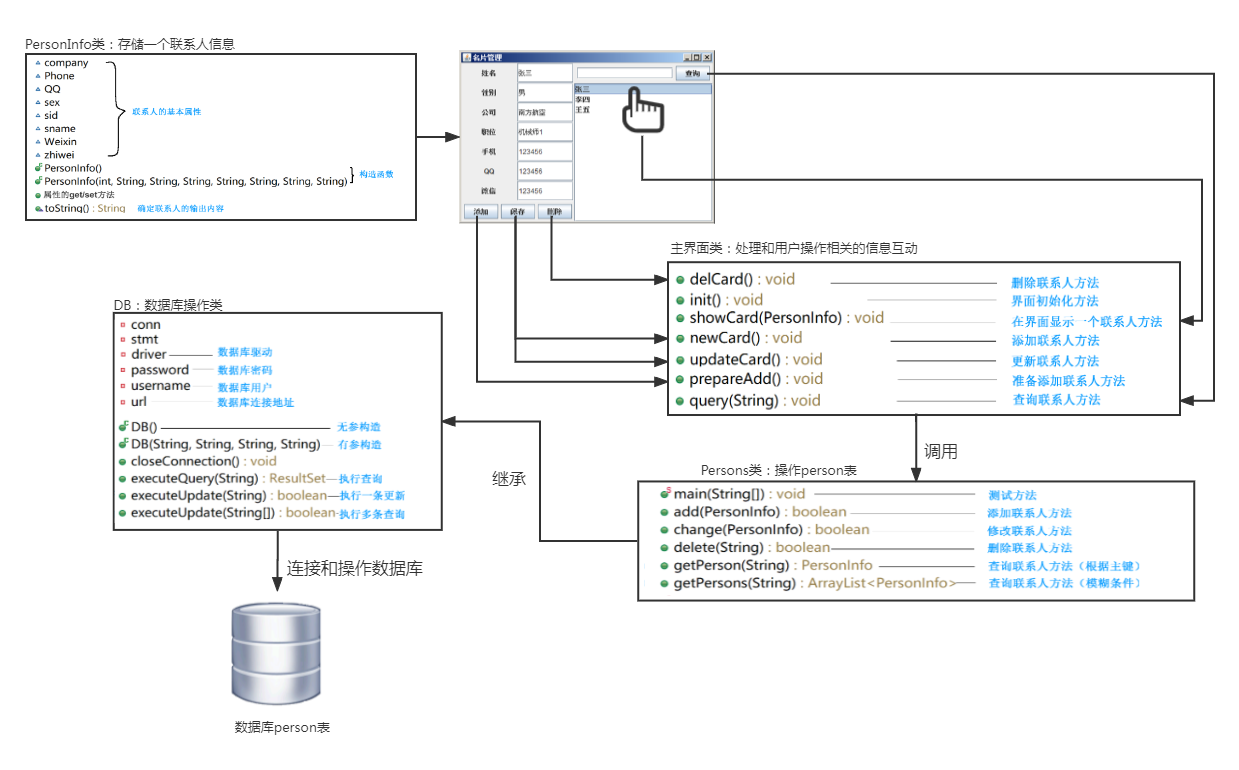 PersonInfo类：存储一个联系人信息
company
Phone
QQ
sex
sid
sname
Weixin
zhiwei
联系人的基本属性
PersonInfo()
PersonInfo(int, String, String, String, String, String, String, String)
构造函数
属性的get/set方法
toString() : String 确定联系人的输出内容
名片管理
姓名 张三
查询
性别 男
公司 南方航空
职位 机械师1
手机 123456
QQ 123456
微信 123456
张三
李四
王五
添加 保存 删除
主界面类：处理和用户操作相关的信息互动
delCard() : void 删除联系人方法
init() : void 界面初始化方法
showCard(PersonInfo) : void 在界面显示一个联系人方法
newCard() : void 添加联系人方法
updateCard() : void 更新联系人方法
prepareAdd() : void 准备添加联系人方法
query(String) : void 查询联系人方法
调用
DB：数据库操作类
conn
stmt
driver 数据库驱动
password 数据库密码
username 数据库用户
url 数据库连接地址
DB() 无参构造
DB(String, String, String, String) 有参构造
closeConnection() : void
executeQuery(String) : ResultSet 执行查询
executeUpdate(String) : boolean 执行一条更新
executeUpdate(String[]) : boolean 执行多条查询
继承
Persons类：操作person表
main(String[]) : void 测试方法
add(PersonInfo) : boolean 添加联系人方法
change(PersonInfo) : boolean 修改联系人方法
delete(String) : boolean 删除联系人方法
getPerson(String) : PersonInfo 查询联系人方法（根据主键）
getPersons(String) : ArrayList<PersonInfo> 查询联系人方法（模糊条件）
连接和操作数据库
数据库person表